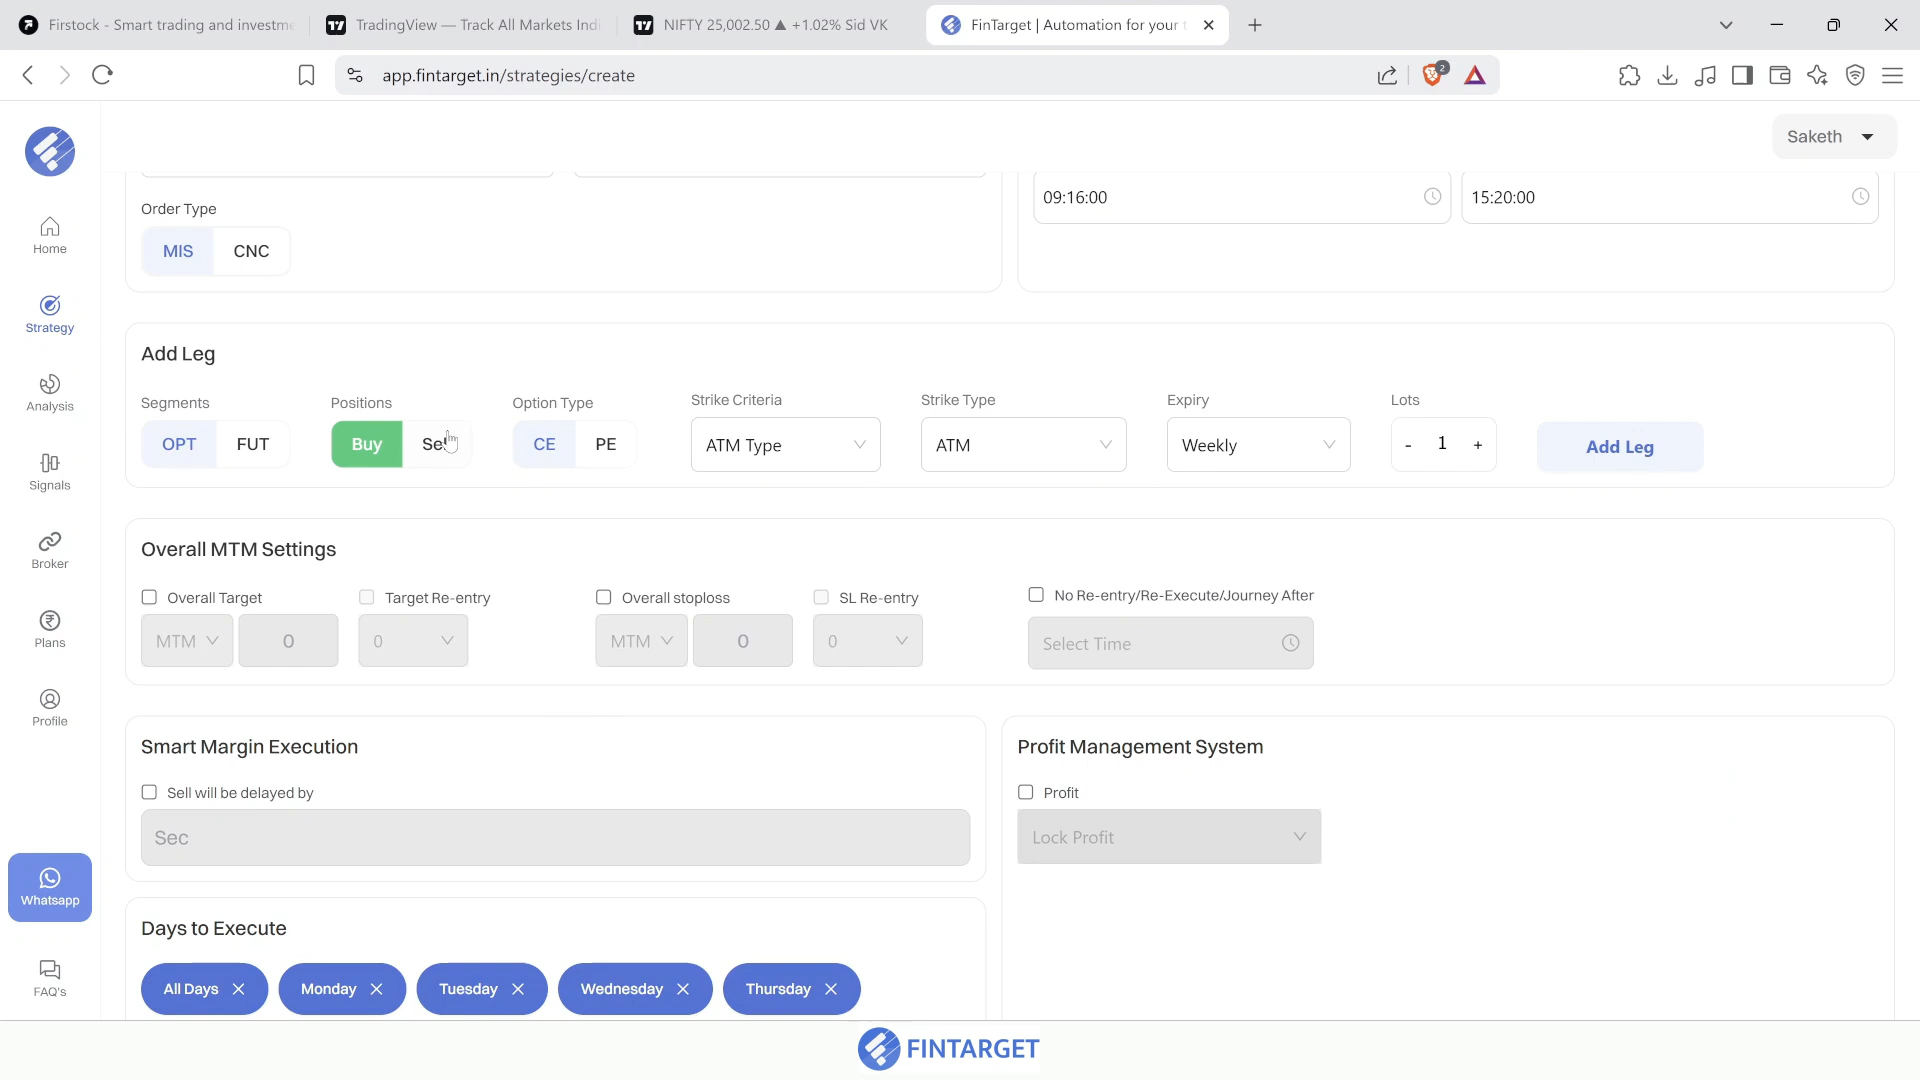 Firstock - Smart trading and investme
TradingView — Track All Markets Indi
NIFTY 25,002.50 ▲ +1.02% Sid VK
FinTarget | Automation for your t
app.fintarget.in/strategies/create
2
Saketh
Home
Strategy
Analysis
Signals
Broker
Plans
Profile
Whatsapp
FAQ's
09:16:00
15:20:00
Order Type
MIS
CNC
Add Leg
Segments
Positions
Option Type
Strike Criteria
Strike Type
Expiry
Lots
OPT
FUT
Buy
CE
PE
ATM Type
ATM
Weekly
- 1 +
Add Leg
Overall MTM Settings
Overall Target
Target Re-entry
Overall stoploss
SL Re-entry
No Re-entry/Re-Execute/Journey After
MTM
0
0
MTM
0
0
Select Time
Smart Margin Execution
Profit Management System
Sell will be delayed by
Profit
Sec
Lock Profit
Days to Execute
All Days
Monday
Tuesday
Wednesday
Thursday
FINTARGET